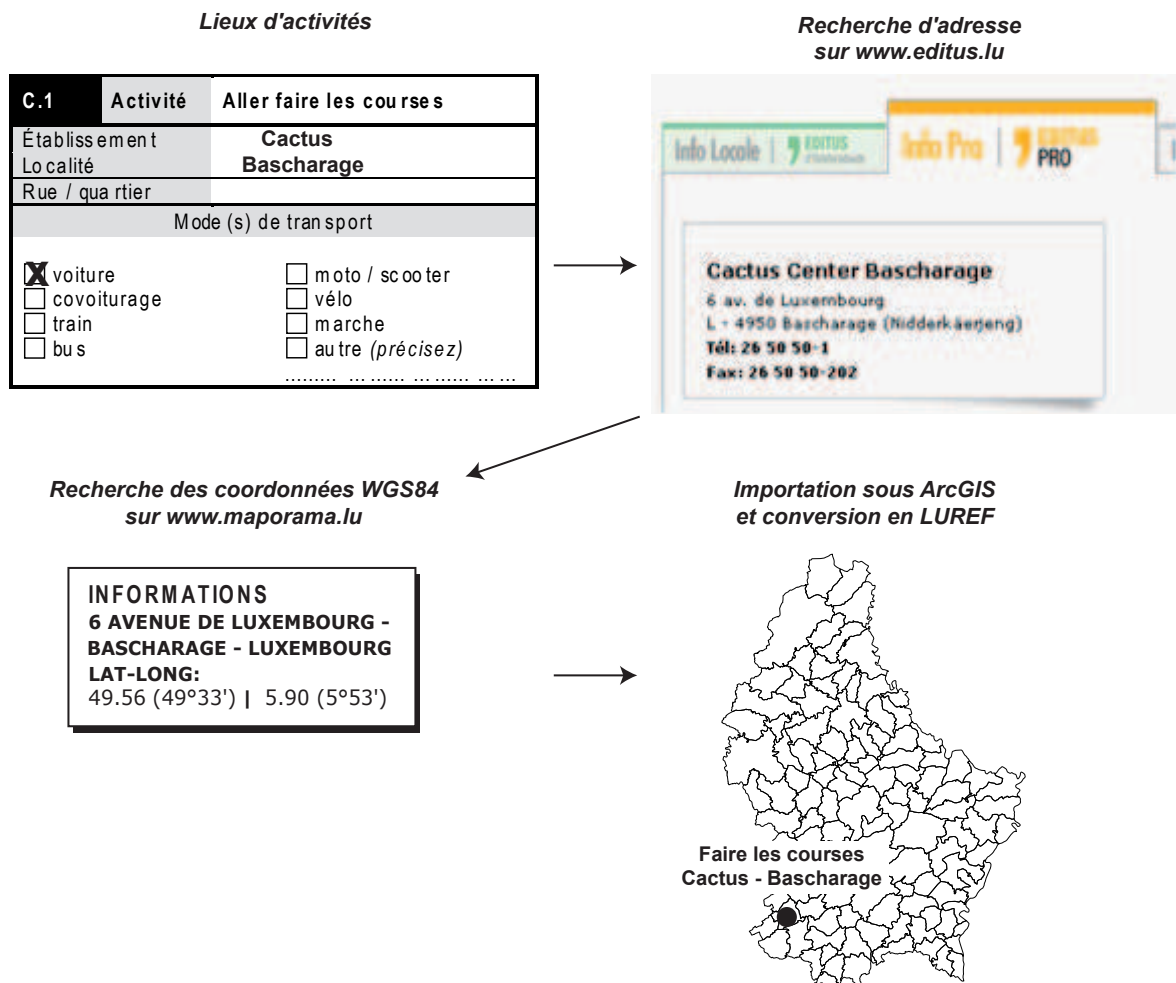 Lieux d'activités
Recherche d'adresse
sur www.editus.lu
C.1 Activité Aller faire les courses
Établissement Cactus
Localité Bascharage
Rue / quartier
Mode (s) de transport
X voiture
covoiturage
train
bus
moto / scooter
vélo
marche
autre (précisez)
......... ... ...... ... ...... ... ...
Info Locale | EDITUS
Info Pro | EDITUS
PRO
Cactus Center Bascharage
6 av. de Luxembourg
L - 4950 Bascharage (Nidderkäerjeng)
Tél: 26 50 50-1
Fax: 26 50 50-202
Recherche des coordonnées WGS84
sur www.maporama.lu
Importation sous ArcGIS
et conversion en LUREF
INFORMATIONS
6 AVENUE DE LUXEMBOURG -
BASCHARAGE - LUXEMBOURG
LAT-LONG:
49.56 (49°33') | 5.90 (5°53')
Faire les courses
Cactus - Bascharage